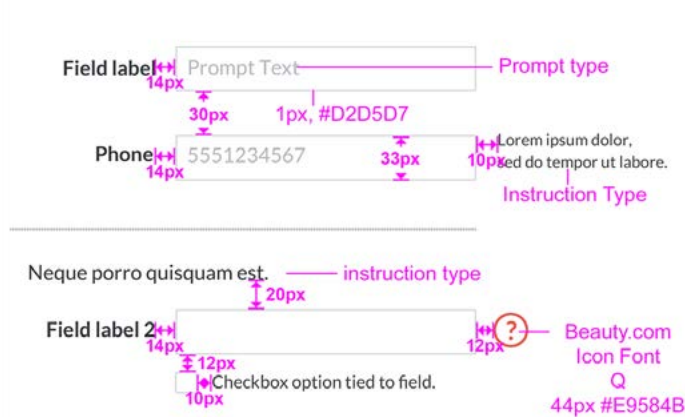 Field label
Prompt Text
Prompt type
14px
30px
1px, #D2D5D7
Phone
5551234567
33px
10px
Lorem ipsum dolor,
sed do tempor ut labore.
14px
Instruction Type
Neque porro quisquam est.
instruction type
20px
Field label 2
?
Beauty.com
14px
12px
Icon Font
12px
Q
Checkbox option tied to field.
10px
44px #E9584B